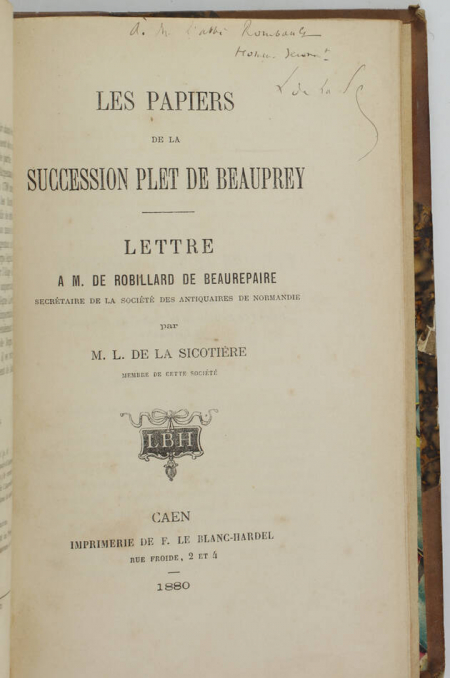 à M. l'abbé Rombault
LES PAPIERS
DE LA
SUCCESSION PLET DE BEAUPREY
LETTRE
A M. DE ROBILLARD DE BEAUREPAIRE
SECRÉTAIRE DE LA SOCIÉTÉ DES ANTIQUAIRES DE NORMANDIE
par
M. L. DE LA SICOTIÈRE
MEMBRE DE CETTE SOCIÉTÉ
LBH
CAEN
IMPRIMERIE DE F. LE BLANC-HARDEL
RUE FROIDE, 2 ET 4
1880